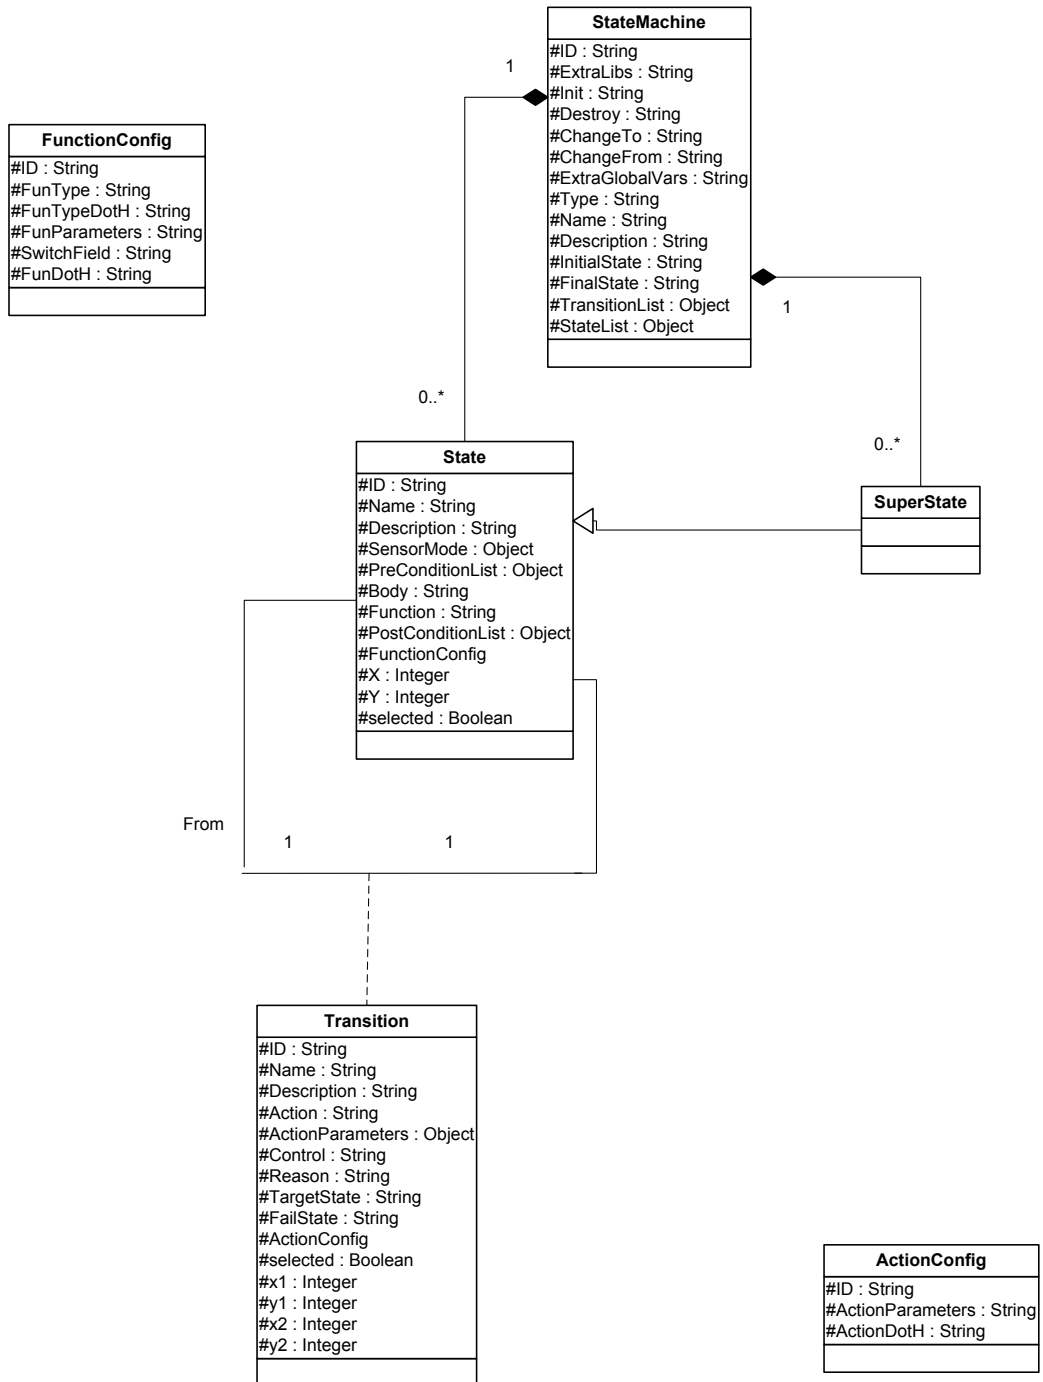 StateMachine
#ID : String
#ExtraLibs : String
#Init : String
#Destroy : String
#ChangeTo : String
#ChangeFrom : String
#ExtraGlobalVars : String
#Type : String
#Name : String
#Description : String
#InitialState : String
#FinalState : String
#TransitionList : Object
#StateList : Object
1
1
FunctionConfig
#ID : String
#FunType : String
#FunTypeDotH : String
#FunParameters : String
#SwitchField : String
#FunDotH : String
0..*
0..*
State
#ID : String
#Name : String
#Description : String
#SensorMode : Object
#PreConditionList : Object
#Body : String
#Function : String
#PostConditionList : Object
#FunctionConfig
#X : Integer
#Y : Integer
#selected : Boolean
SuperState
From
1
1
Transition
#ID : String
#Name : String
#Description : String
#Action : String
#ActionParameters : Object
#Control : String
#Reason : String
#TargetState : String
#FailState : String
#ActionConfig
#selected : Boolean
#x1 : Integer
#y1 : Integer
#x2 : Integer
#y2 : Integer
ActionConfig
#ID : String
#ActionParameters : String
#ActionDotH : String